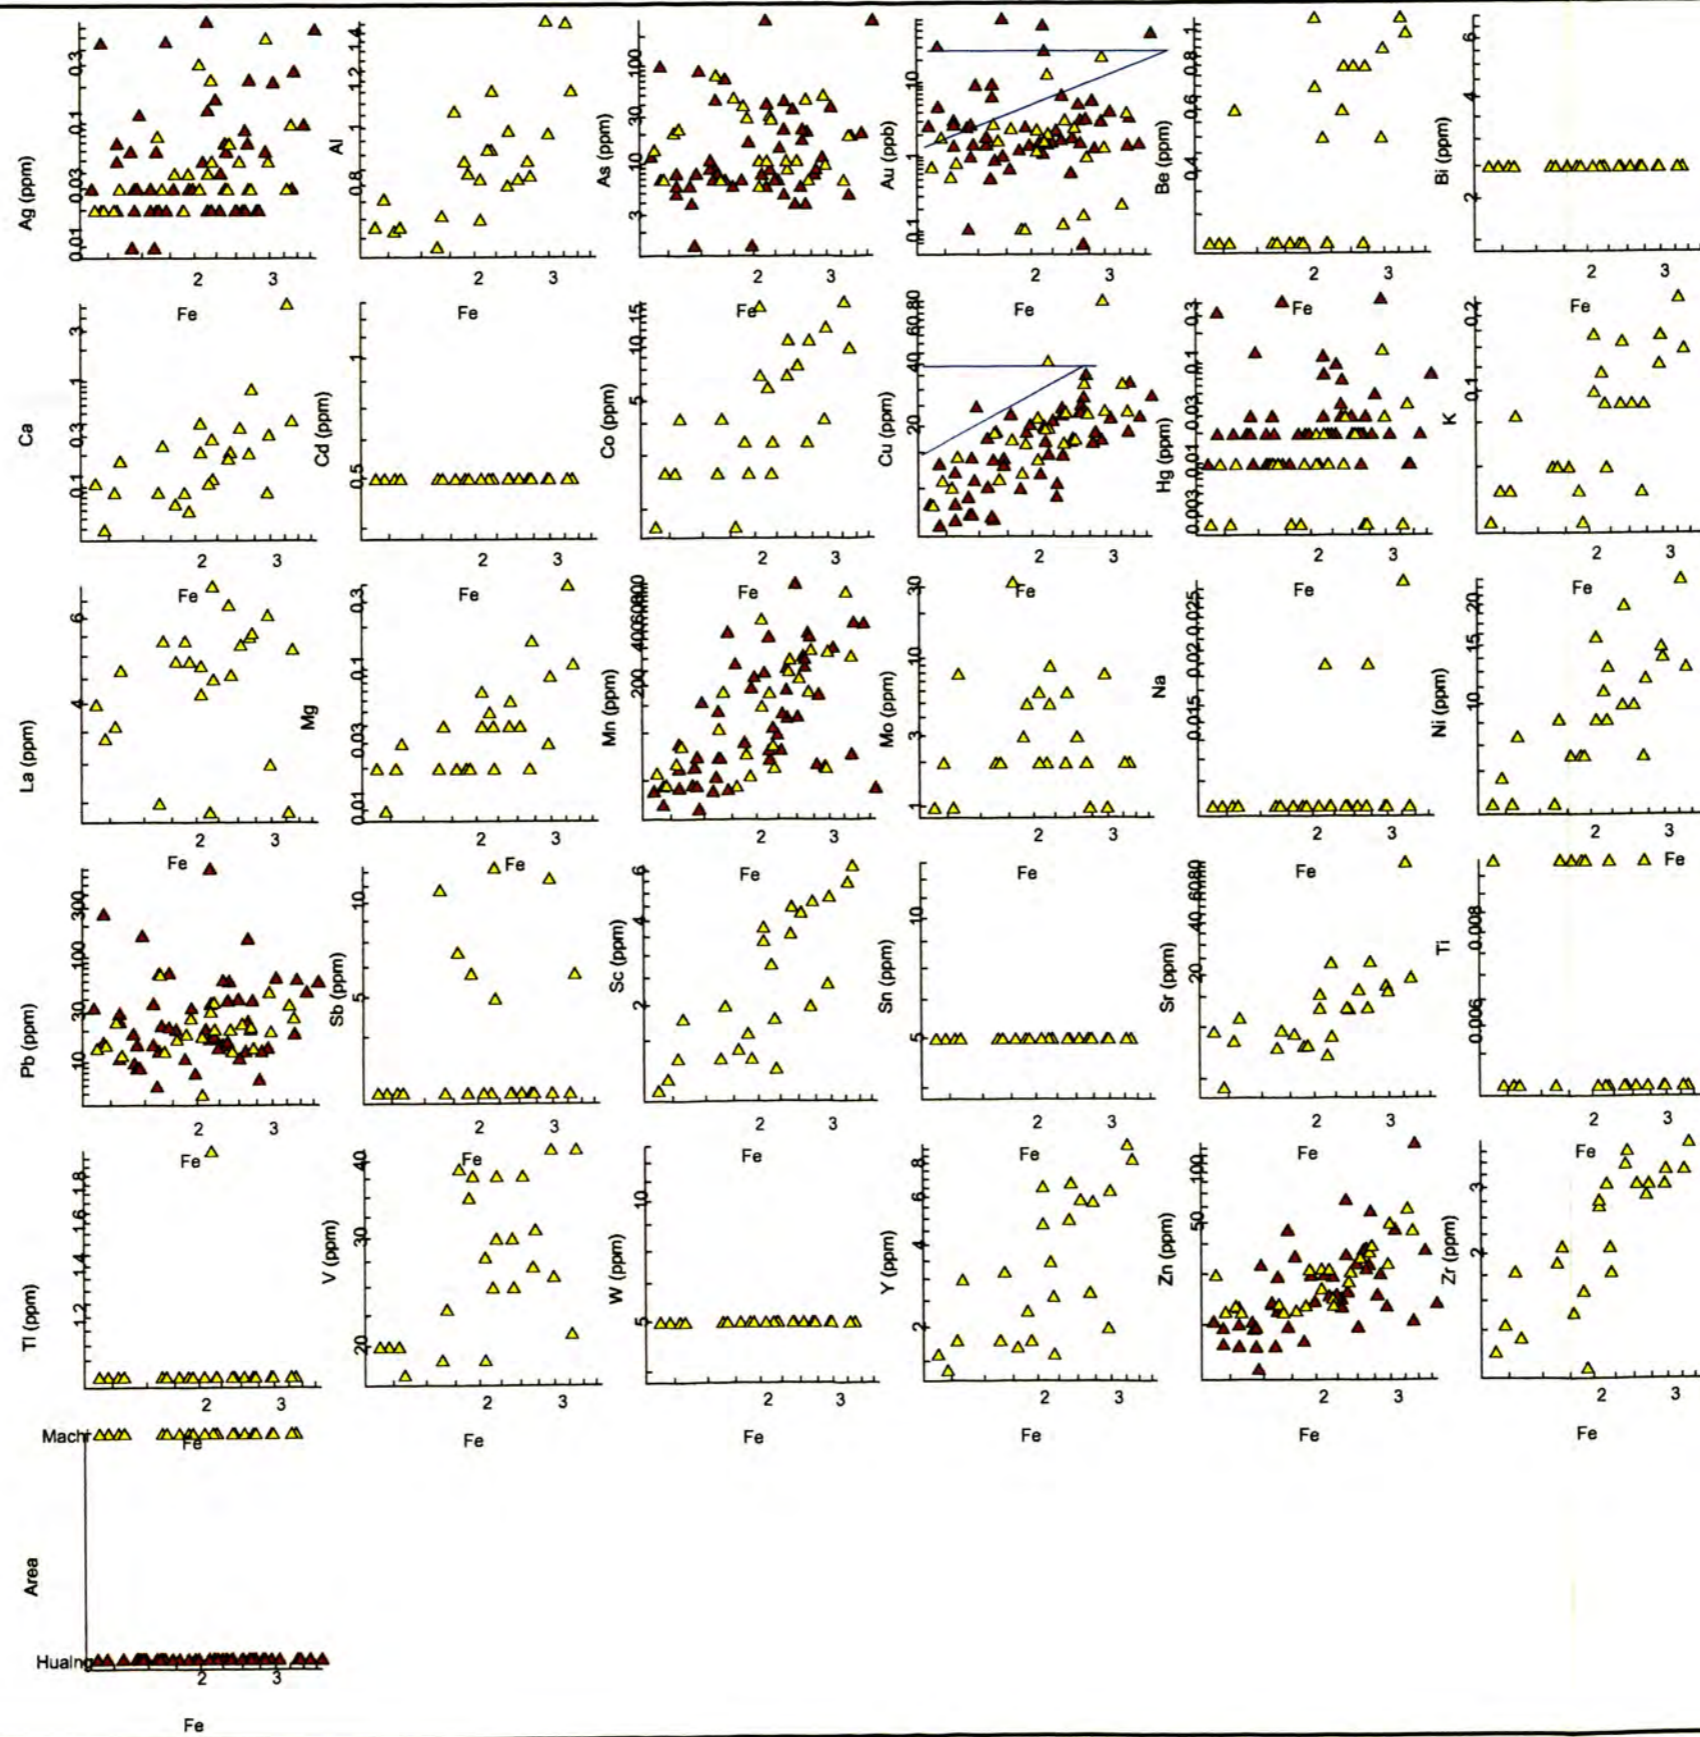 Ag (ppm)
0,3
0,1
0,03
0,01
2 3
Fe
Al
1,4
1,2
1
0,8
2 3
Fe
As (ppm)
100
30
10
3
2 3
Fe
Au (ppb)
10
1
0,1
2 3
Fe
Be (ppm)
1
0,8
0,6
0,4
2 3
Fe
Bi (ppm)
6
4
2
2 3
Fe
Ca
3
1
0,3
0,1
2 3
Fe
Cd (ppm)
1
0,5
2 3
Fe
Co (ppm)
15
10
5
2 3
Fe
Cu (ppm)
80
60
40
20
2 3
Fe
Hg (ppm)
0,3
0,1
0,03
0,01
0,003
2 3
Fe
K
0,2
0,1
2 3
Fe
La (ppm)
6
4
2 3
Fe
Mg
0,3
0,1
0,03
0,01
2 3
Fe
Mn (ppm)
800
600
400
200
2 3
Fe
Mo (ppm)
30
10
3
1
2 3
Fe
Na
0,025
0,02
0,015
2 3
Fe
Ni (ppm)
20
15
10
2 3
Fe
Pb (ppm)
300
100
30
10
2 3
Fe
Sb (ppm)
10
5
2 3
Fe
Sc (ppm)
6
4
2
2 3
Fe
Sn (ppm)
10
5
2 3
Fe
Sr (ppm)
80
60
40
20
2 3
Fe
Ti
0,008
0,006
2 3
Fe
Tl (ppm)
1,8
1,6
1,4
1,2
2 3
Fe
V (ppm)
40
30
20
2 3
Fe
W (ppm)
10
5
2 3
Fe
Y (ppm)
8
6
4
2
2 3
Fe
Zn (ppm)
100
50
2 3
Fe
Zr (ppm)
3
2
2 3
Fe
Area
Machi
Hualng
2 3
Fe